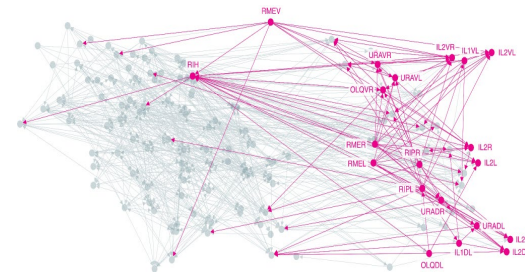 RMEV
IL2VR
IL1VL
IL2VL
URAVR
RIH
URAVL
OLQVR
RMER
IL2R
RIPR
RMEL
IL2L
RIPL
URADR
URADL
IL2
IL1DL
IL2D
OLQDL